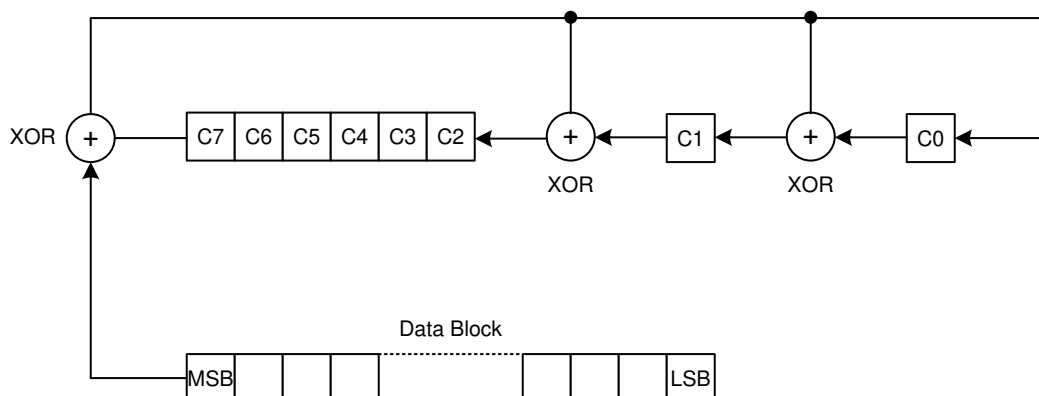 XOR + C7 C6 C5 C4 C3 C2 + C1 + C0
XOR XOR
Data Block
MSB LSB